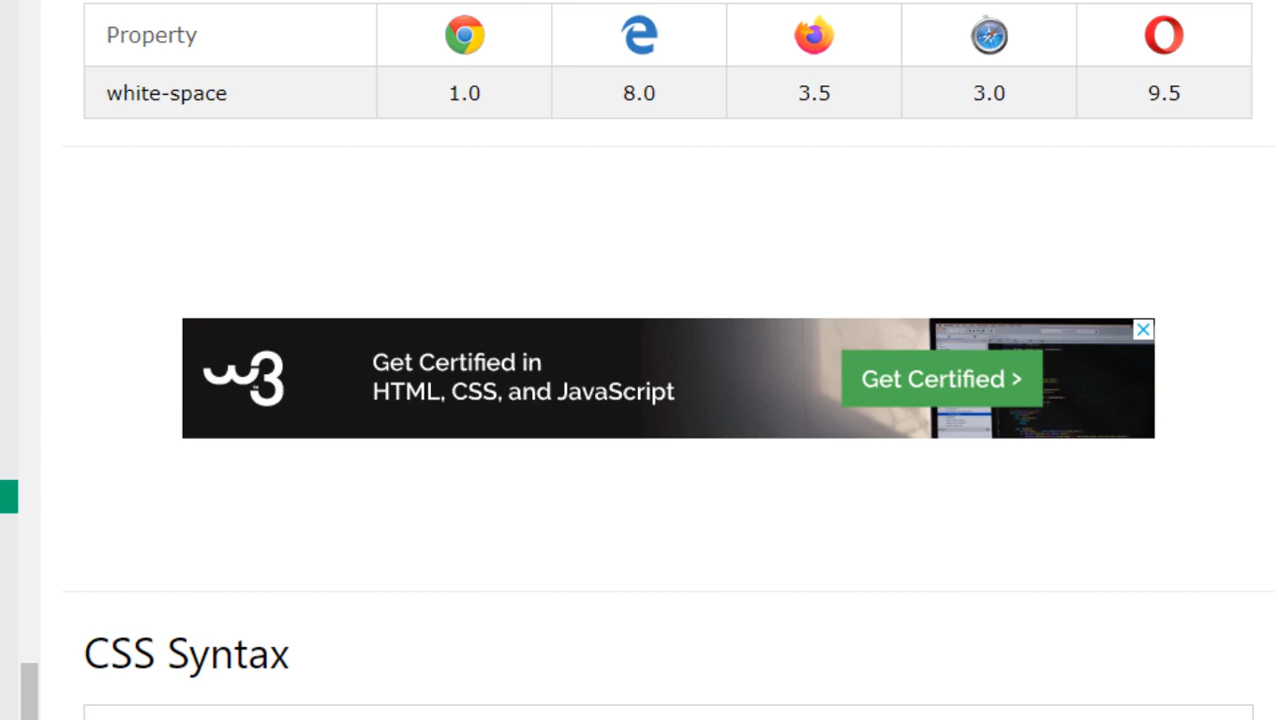 Property
white-space 1.0 8.0 3.5 3.0 9.5
w3
Get Certified in
HTML, CSS, and JavaScript
Get Certified >
CSS Syntax